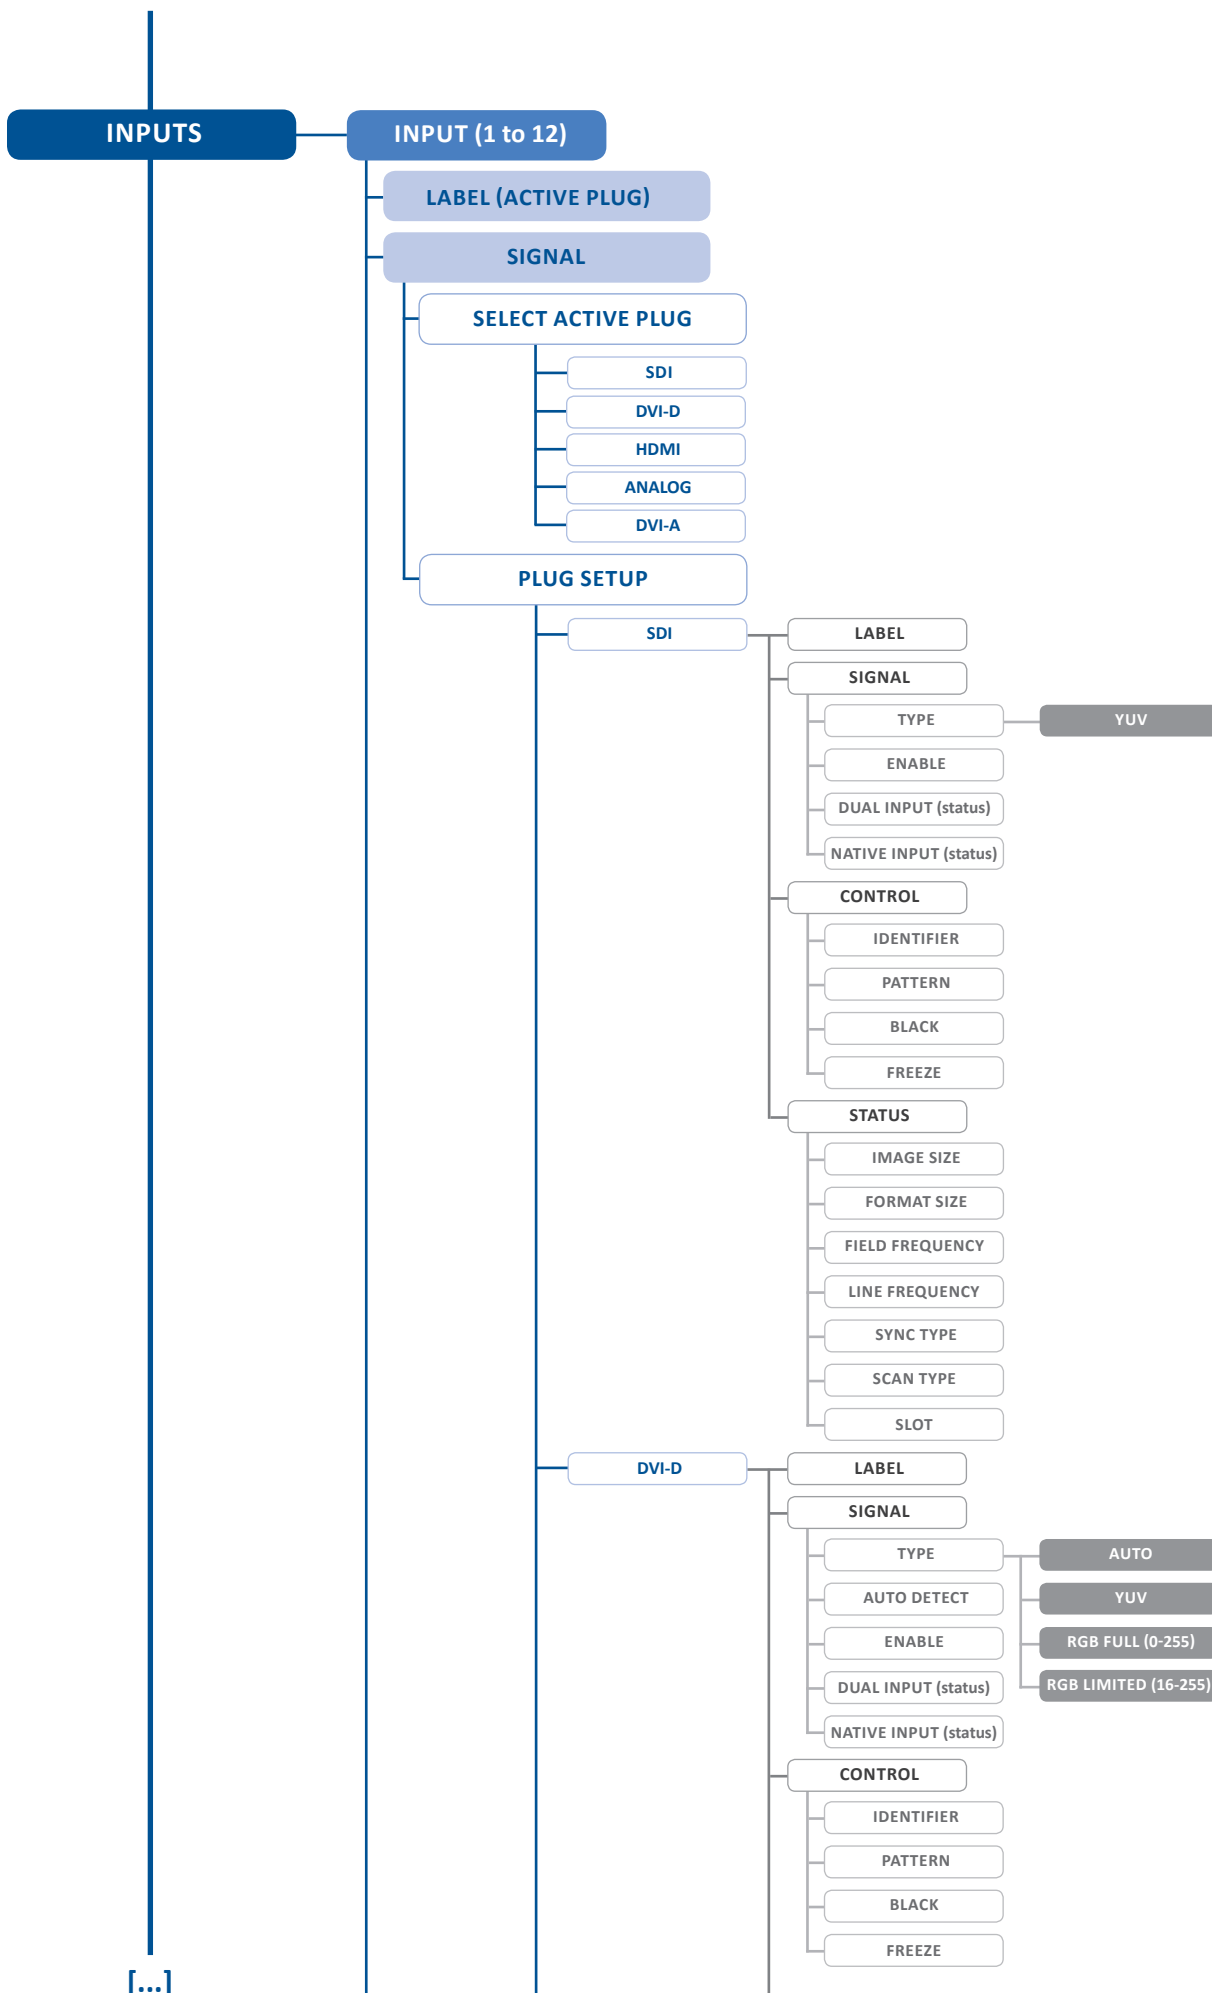 INPUTS
INPUT (1 to 12)
LABEL (ACTIVE PLUG)
SIGNAL
SELECT ACTIVE PLUG
SDI
DVI-D
HDMI
ANALOG
DVI-A
PLUG SETUP
SDI
LABEL
SIGNAL
TYPE
YUV
ENABLE
DUAL INPUT (status)
NATIVE INPUT (status)
CONTROL
IDENTIFIER
PATTERN
BLACK
FREEZE
STATUS
IMAGE SIZE
FORMAT SIZE
FIELD FREQUENCY
LINE FREQUENCY
SYNC TYPE
SCAN TYPE
SLOT
DVI-D
LABEL
SIGNAL
TYPE
AUTO
AUTO DETECT
YUV
ENABLE
RGB FULL (0-255)
DUAL INPUT (status)
RGB LIMITED (16-255)
NATIVE INPUT (status)
CONTROL
IDENTIFIER
PATTERN
BLACK
FREEZE
[...]